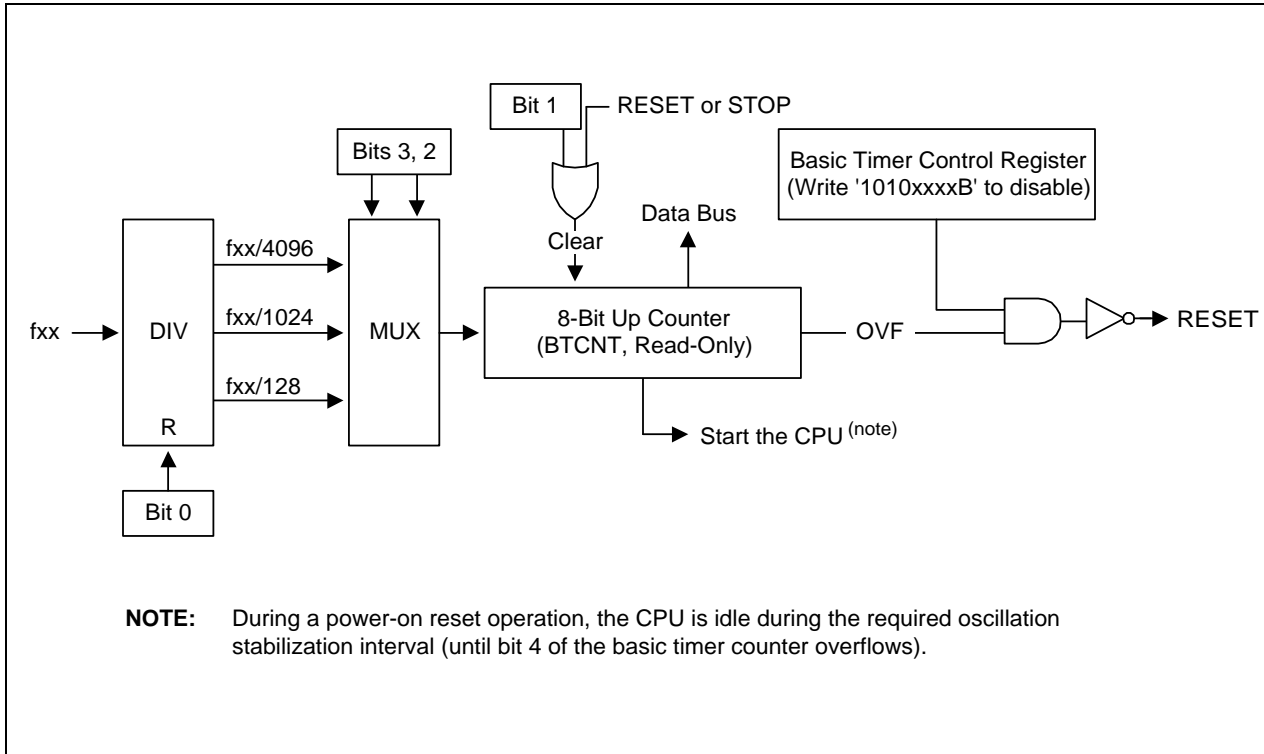 Bit 1
RESET or STOP
Bits 3, 2
Basic Timer Control Register
(Write '1010xxxxB' to disable)
Data Bus
Clear
fxx/4096
fxx
DIV
fxx/1024
MUX
8-Bit Up Counter
(BTCNT, Read-Only)
OVF
RESET
fxx/128
R
Start the CPU (note)
Bit 0
NOTE: During a power-on reset operation, the CPU is idle during the required oscillation
stabilization interval (until bit 4 of the basic timer counter overflows).